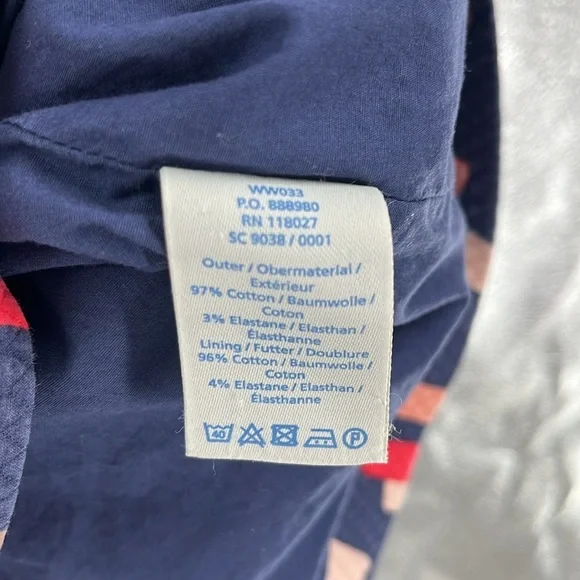 WW033
P.O. 888980
RN 118027
SC 9038 / 0001
Outer / Obermaterial /
Extérieur
97% Cotton / Baumwolle /
Coton
3% Elastane / Elasthan /
Élasthanne
Lining / Futter / Doublure
96% Cotton / Baumwolle /
Coton
4% Elastane / Elasthan /
Élasthanne
40 P